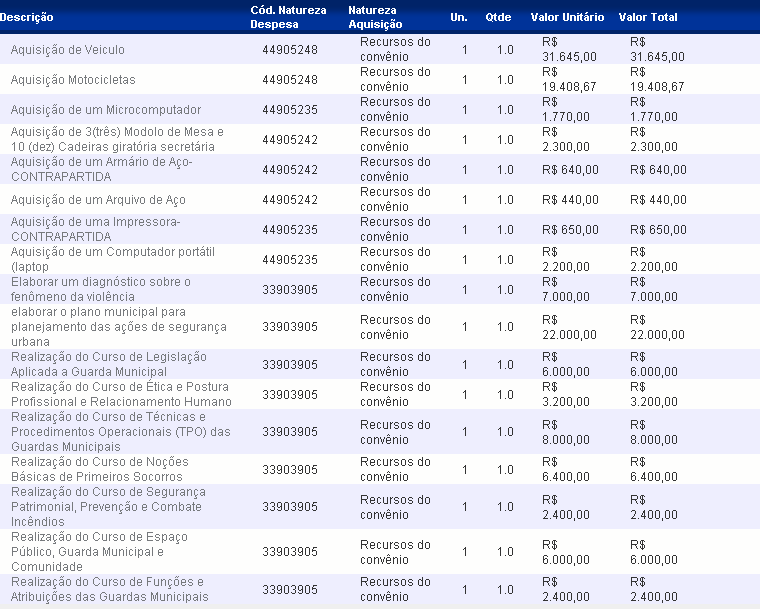 Descrição Cód. Natureza Despesa Natureza Aquisição Un. Qtde Valor Unitário Valor Total
Aquisição de Veiculo 44905248 Recursos do convênio 1 1.0 R$ 31.645,00 R$ 31.645,00
Aquisição Motocicletas 44905248 Recursos do convênio 1 1.0 R$ 19.408,67 R$ 19.408,67
Aquisição de um Microcomputador 44905235 Recursos do convênio 1 1.0 R$ 1.770,00 R$ 1.770,00
Aquisição de 3(três) Modolo de Mesa e 10 (dez) Cadeiras giratória secretária 44905242 Recursos do convênio 1 1.0 R$ 2.300,00 R$ 2.300,00
Aquisição de um Armário de Aço-CONTRAPARTIDA 44905242 Recursos do convênio 1 1.0 R$ 640,00 R$ 640,00
Aquisição de um Arquivo de Aço 44905242 Recursos do convênio 1 1.0 R$ 440,00 R$ 440,00
Aquisição de uma Impressora-CONTRAPARTIDA 44905235 Recursos do convênio 1 1.0 R$ 650,00 R$ 650,00
Aquisição de um Computador portátil (laptop 44905235 Recursos do convênio 1 1.0 R$ 2.200,00 R$ 2.200,00
Elaborar um diagnóstico sobre o fenômeno da violência 33903905 Recursos do convênio 1 1.0 R$ 7.000,00 R$ 7.000,00
elaborar o plano municipal para planejamento das ações de segurança urbana 33903905 Recursos do convênio 1 1.0 R$ 22.000,00 R$ 22.000,00
Realização do Curso de Legislação Aplicada a Guarda Municipal 33903905 Recursos do convênio 1 1.0 R$ 6.000,00 R$ 6.000,00
Realização do Curso de Ética e Postura Profissional e Relacionamento Humano 33903905 Recursos do convênio 1 1.0 R$ 3.200,00 R$ 3.200,00
Realização do Curso de Técnicas e Procedimentos Operacionais (TPO) das Guardas Municipais 33903905 Recursos do convênio 1 1.0 R$ 8.000,00 R$ 8.000,00
Realização do Curso de Noções Básicas de Primeiros Socorros 33903905 Recursos do convênio 1 1.0 R$ 6.400,00 R$ 6.400,00
Realização do Curso de Segurança Patrimonial, Prevenção e Combate Incêndios 33903905 Recursos do convênio 1 1.0 R$ 2.400,00 R$ 2.400,00
Realização do Curso de Espaço Público, Guarda Municipal e Comunidade 33903905 Recursos do convênio 1 1.0 R$ 6.000,00 R$ 6.000,00
Realização do Curso de Funções e Atribuições das Guardas Municipais 33903905 Recursos do convênio 1 1.0 R$ 2.400,00 R$ 2.400,00